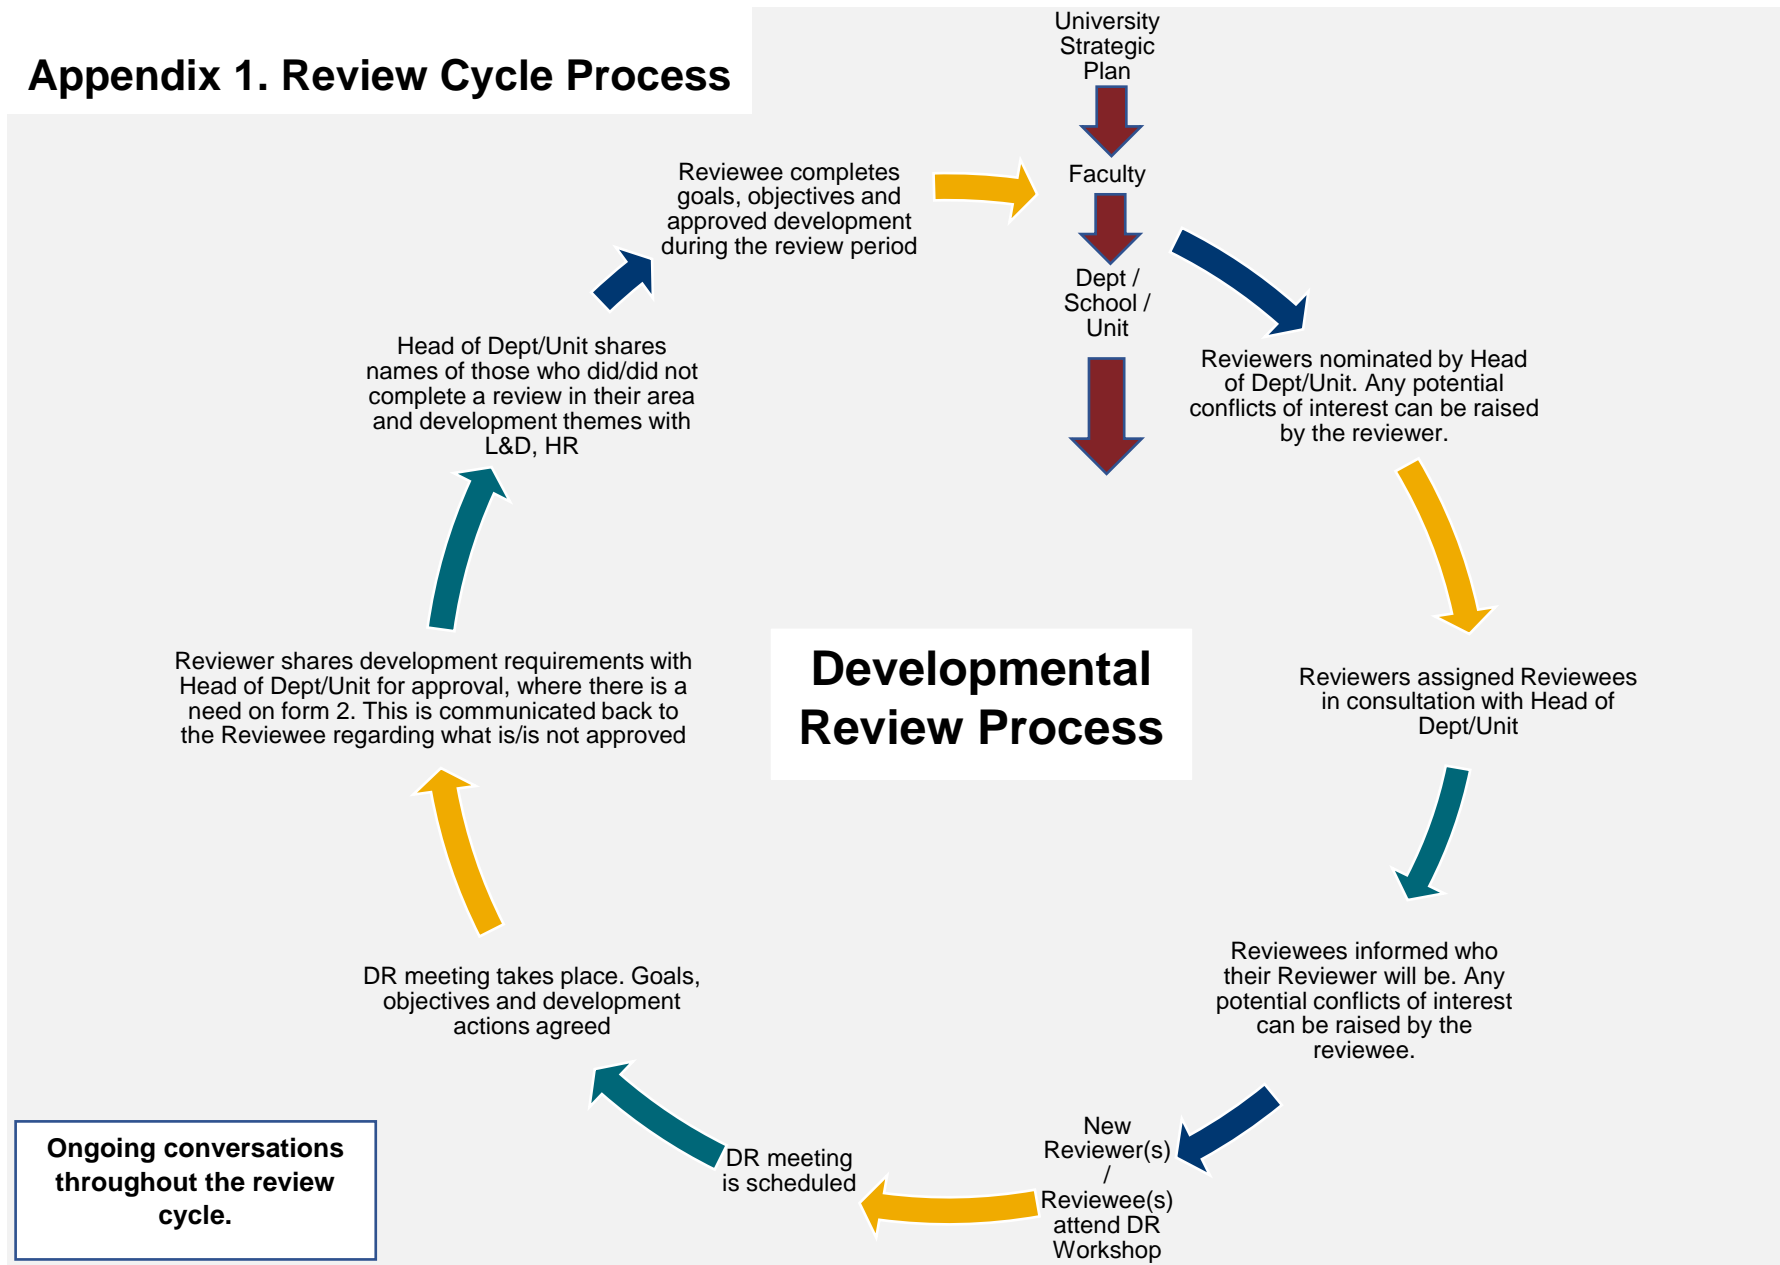 Appendix 1. Review Cycle Process
University
Strategic
Plan
Faculty
Dept /
School /
Unit
Reviewers nominated by Head
of Dept/Unit. Any potential
conflicts of interest can be raised
by the reviewer.
Reviewers assigned Reviewees
in consultation with Head of
Dept/Unit
Reviewees informed who
their Reviewer will be. Any
potential conflicts of interest
can be raised by the
reviewee.
New
Reviewer(s)
/
Reviewee(s)
attend DR
Workshop
DR meeting
is scheduled
DR meeting takes place. Goals,
objectives and development
actions agreed
Reviewer shares development requirements with
Head of Dept/Unit for approval, where there is a
need on form 2. This is communicated back to
the Reviewee regarding what is/is not approved
Head of Dept/Unit shares
names of those who did/did not
complete a review in their area
and development themes with
L&D, HR
Reviewee completes
goals, objectives and
approved development
during the review period
Developmental
Review Process
Ongoing conversations
throughout the review
cycle.